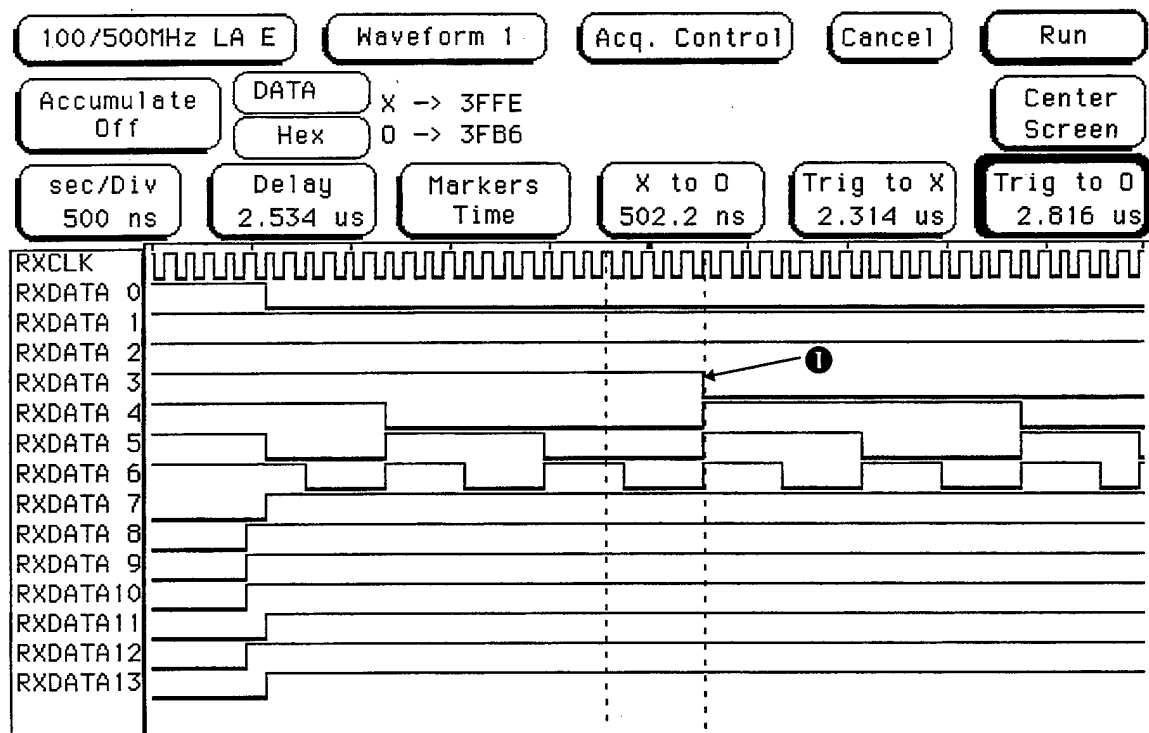 100/500MHz LA E Waveform 1 Acq. Control Cancel Run
Accumulate Off DATA X -> 3FFE Center Screen
Hex O -> 3FB6
sec/Div 500 ns Delay 2.534 us Markers Time X to O 502.2 ns Trig to X 2.314 us Trig to O 2.816 us
RXCLK
RXDATA 0
RXDATA 1
RXDATA 2
❶
RXDATA 3
RXDATA 4
RXDATA 5
RXDATA 6
RXDATA 7
RXDATA 8
RXDATA 9
RXDATA10
RXDATA11
RXDATA12
RXDATA13